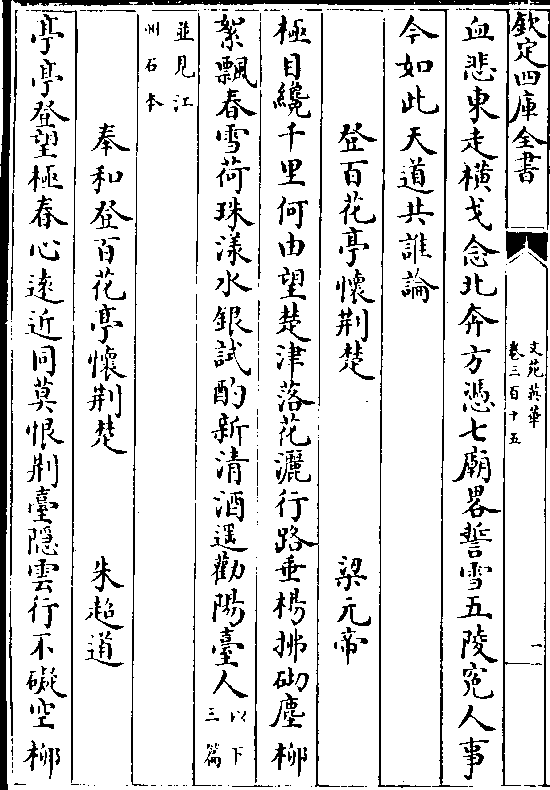 欽定四庫全書
文苑英華
卷三百十五
一
血悲東走橫戈念北奔方憑七廟畧誓雪五陵寃人事
今如此天道共誰論
登百花亭懷荆楚
梁元帝
極目纔千里何由望楚津落花灑行路垂楊拂砌塵柳
絮飄春雪荷珠漾水銀試酌新清酒遥勸陽臺人
以下
三篇
並見江
州石本
奉和登百花亭懷荆楚
朱超道
亭亭登望極春心遠近同莫恨荆臺隠雲行不礙空柳